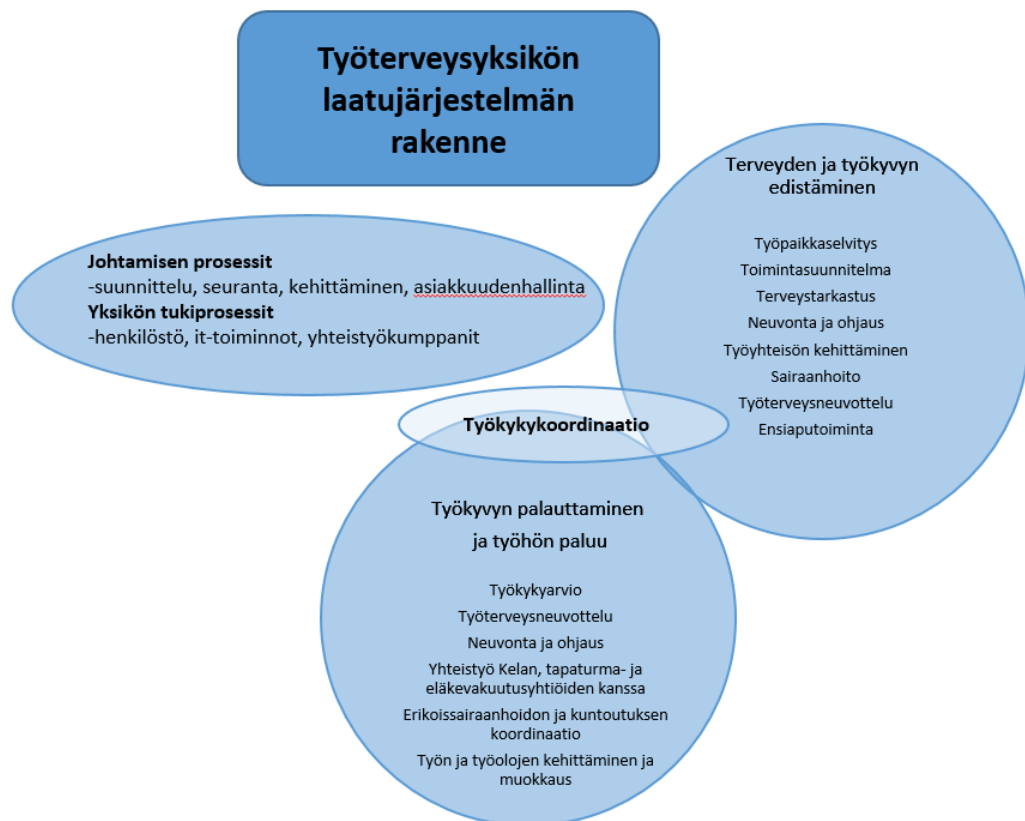 Työterveysyksikön
laatujärjestelmän
rakenne
Terveyden ja työkyvyn
edistäminen
Työpaikkaselvitys
Toimintasuunnitelma
Terveystarkastus
Neuvonta ja ohjaus
Työyhteisön kehittäminen
Sairaanhoito
Työterveysneuvottelu
Ensiaputoiminta
Johtamisen prosessit
-suunnittelu, seuranta, kehittäminen, asiakkuudenhallinta
Yksikön tukiprosessit
-henkilöstö, it-toiminnot, yhteistyökumppanit
Työkykykoordinaatio
Työkyvyn palauttaminen
ja työhön paluu
Työkykyarvio
Työterveysneuvottelu
Neuvonta ja ohjaus
Yhteistyö Kelan, tapaturma- ja
eläkevakuutusyhtiöiden kanssa
Erikoissairaanhoidon ja kuntoutuksen
koordinaatio
Työn ja työolojen kehittäminen ja
muokkaus